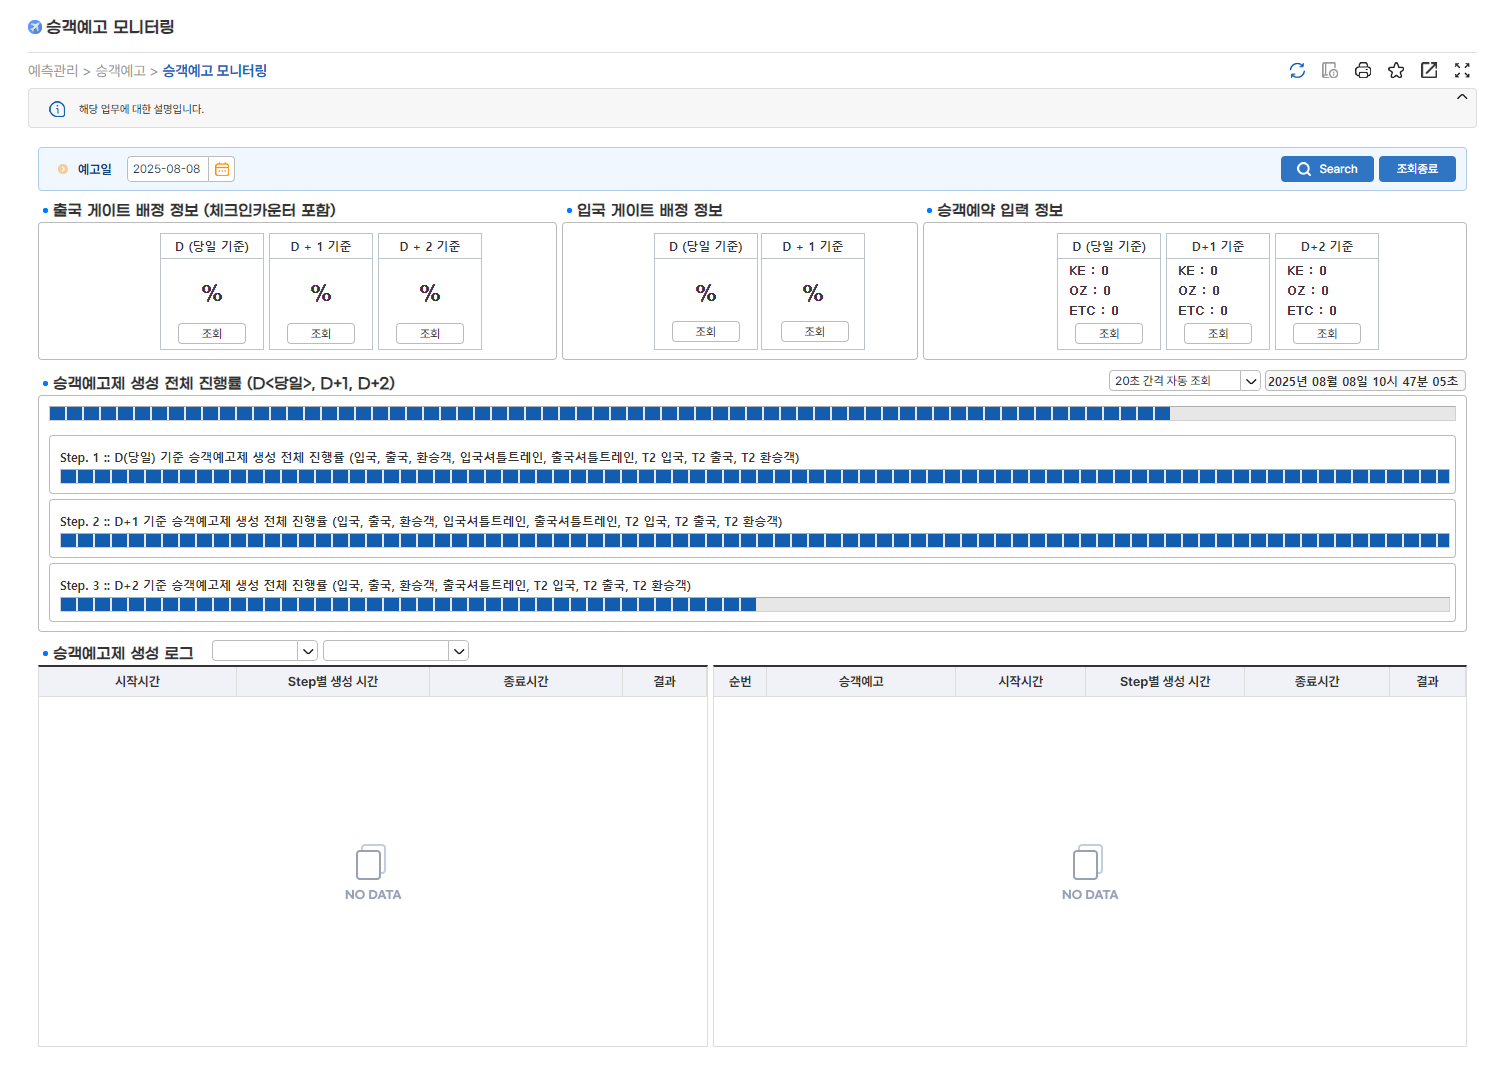 승객예고 모니터링
예측관리 > 승객예고 > 승객예고 모니터링
해당 업무에 대한 설명입니다.
예고일 2025-08-08 Search 조회종료
출국 게이트 배정 정보 (체크인카운터 포함)
D (당일 기준) D + 1 기준 D + 2 기준
% % %
조회 조회 조회
입국 게이트 배정 정보
D (당일 기준) D + 1 기준
% %
조회 조회
승객예약 입력 정보
D (당일 기준) D+1 기준 D+2 기준
KE : 0 KE : 0 KE : 0
OZ : 0 OZ : 0 OZ : 0
ETC : 0 ETC : 0 ETC : 0
조회 조회 조회
승객예고제 생성 전체 진행률 (D<당일>, D+1, D+2) 20초 간격 자동 조회 2025년 08월 08일 10시 47분 05초
Step. 1 :: D(당일) 기준 승객예고제 생성 전체 진행률 (입국, 출국, 환승객, 입국셔틀트레인, 출국셔틀트레인, T2 입국, T2 출국, T2 환승객)
Step. 2 :: D+1 기준 승객예고제 생성 전체 진행율 (입국, 출국, 환승객, 입국셔틀트레인, 출국셔틀트레인, T2 입국, T2 출국, T2 환승객)
Step. 3 :: D+2 기준 승객예고제 생성 전체 진행률 (입국, 출국, 환승객, 출국셔틀트레인, T2 입국, T2 출국, T2 환승객)
승객예고제 생성 로그
시작시간 Step별 생성 시간 종료시간 결과
NO DATA
순번 승객예고 시작시간 Step별 생성 시간 종료시간 결과
NO DATA